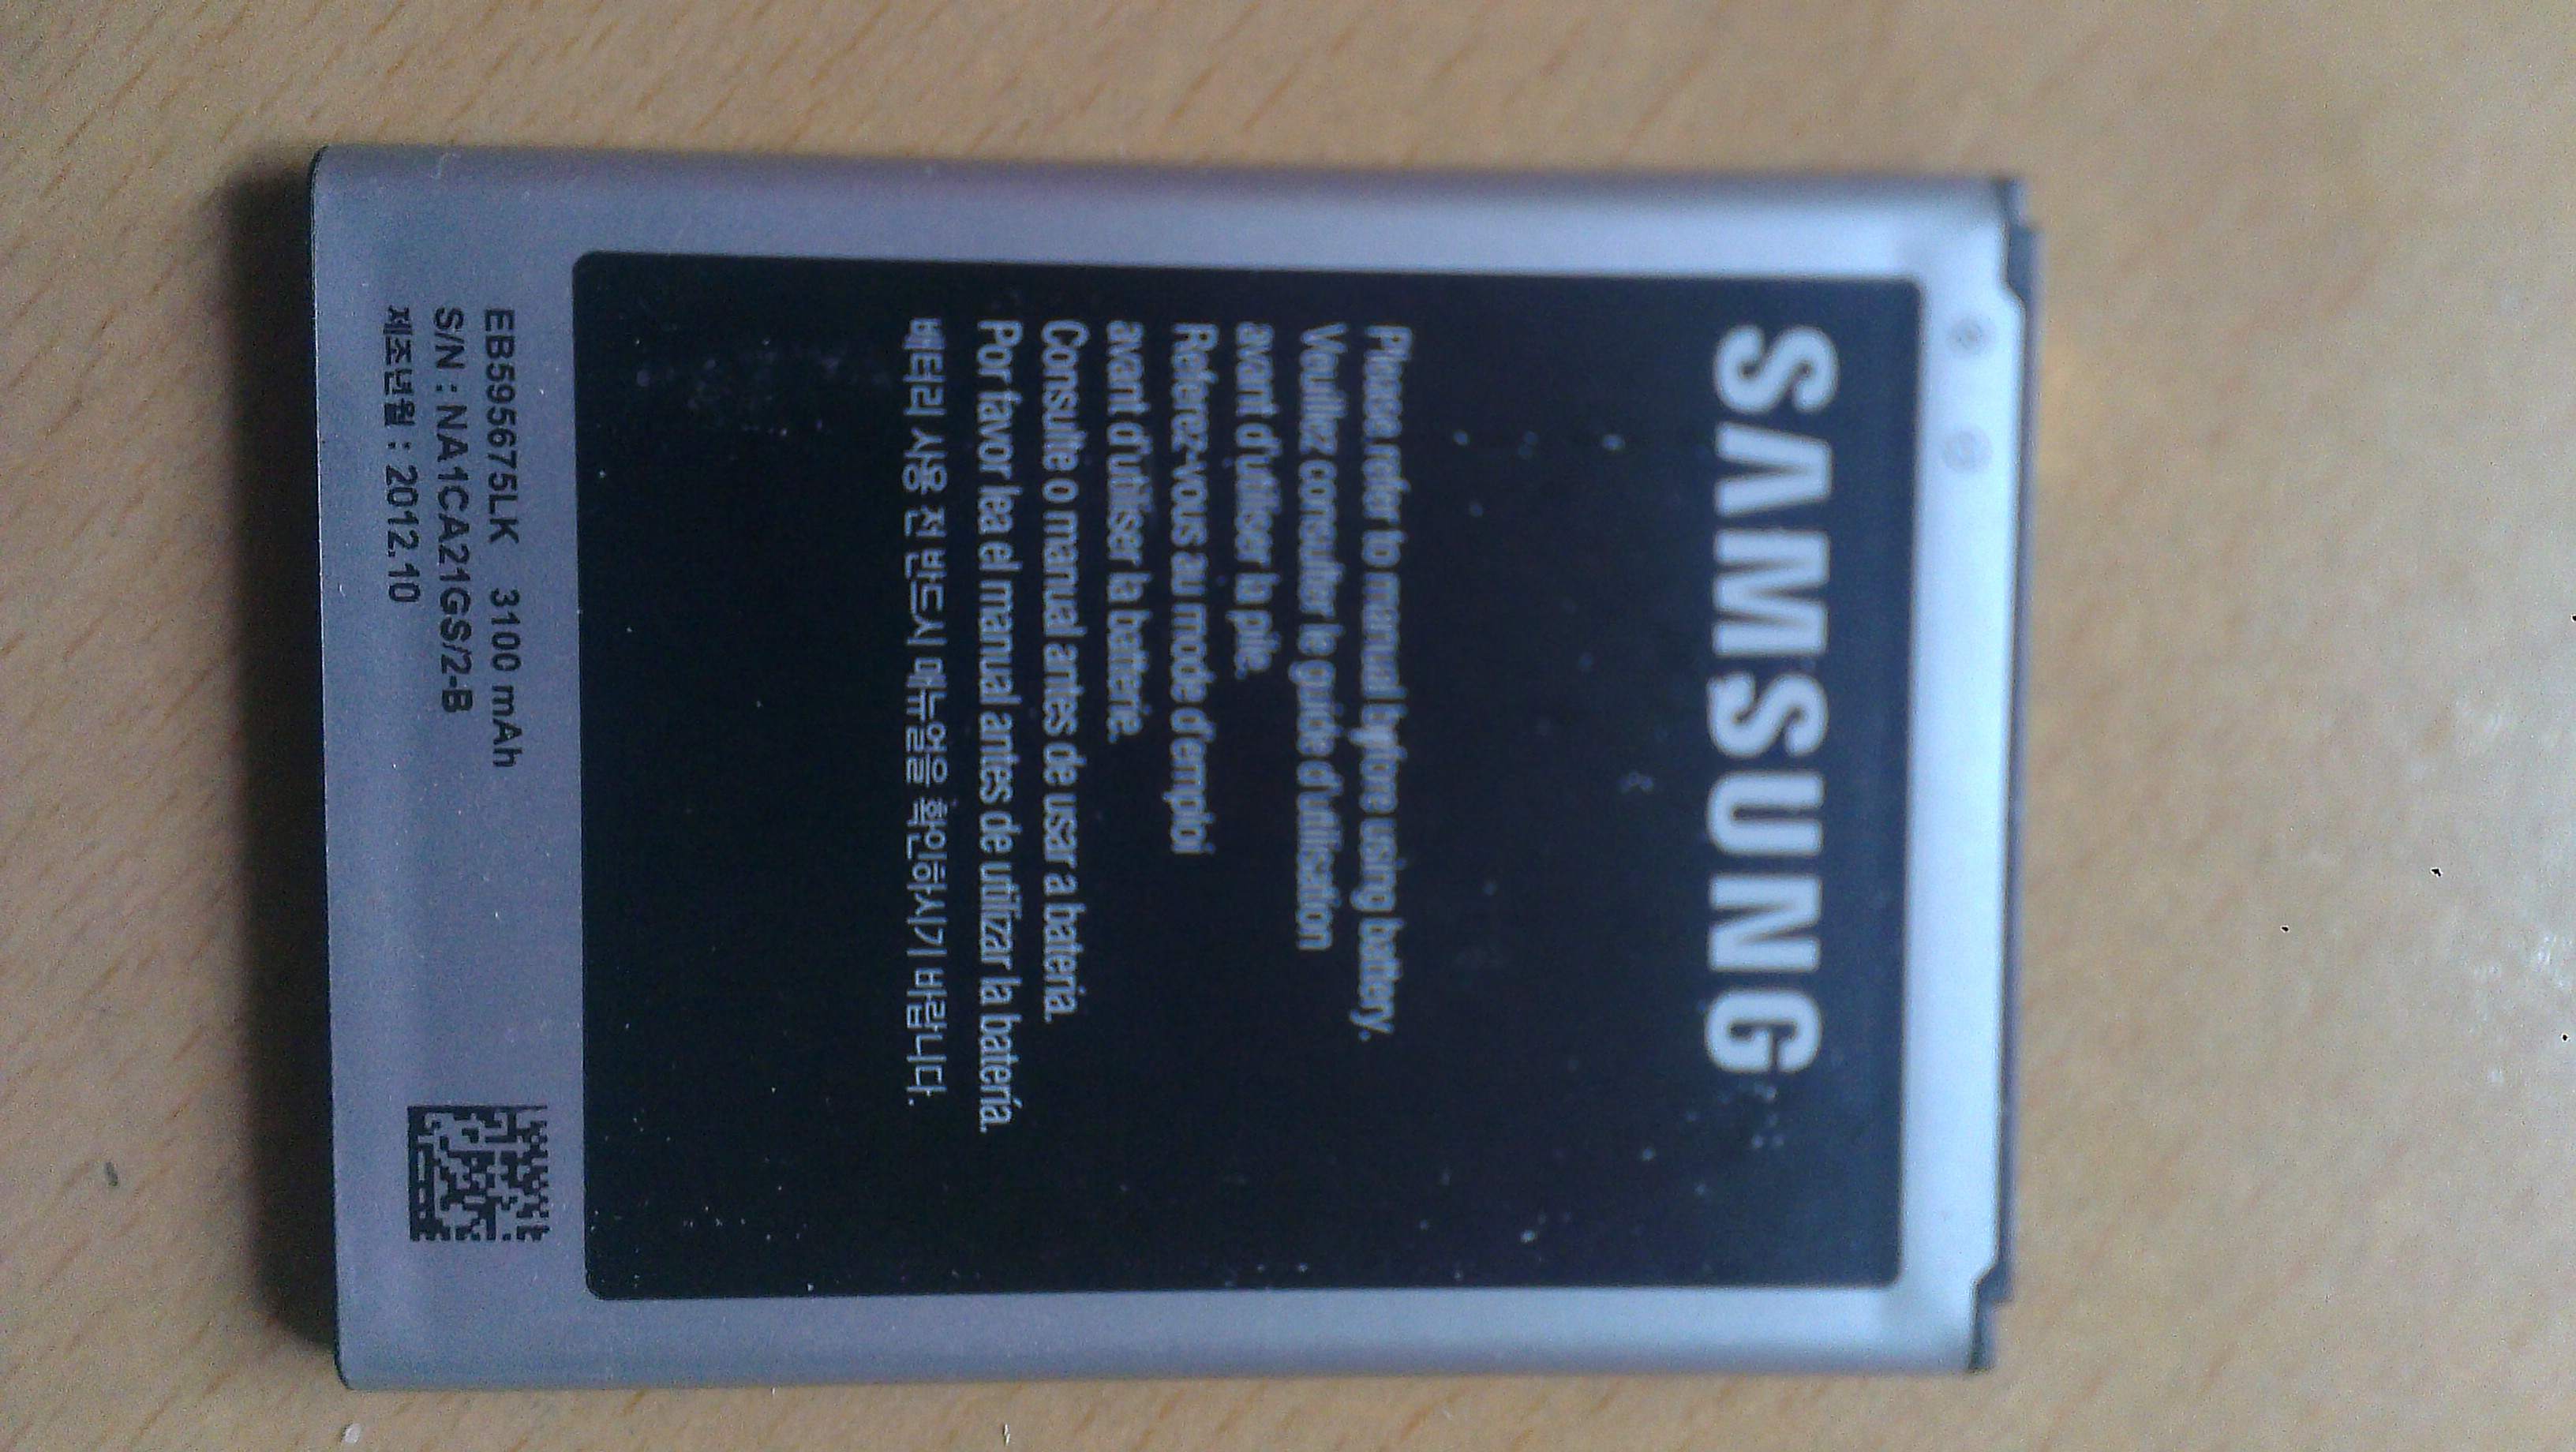 SAMSUNG
Please refer to manual before using battery.
Veuillez consulter le guide d'utilisation
avant d'utiliser la pile.
Referez-vous au mode d'emploi
avant d'utiliser la batterie.
Consulte o manual antes de usar a bateria.
Por favor lea el manual antes de utilizar la batería.
배터리 사용 전 반드시 메뉴얼을 확인하시기 바랍니다.
EB595675LK 3100 mAh
S/N : NA1CA21GS/2-B
제조년월 : 2012.10